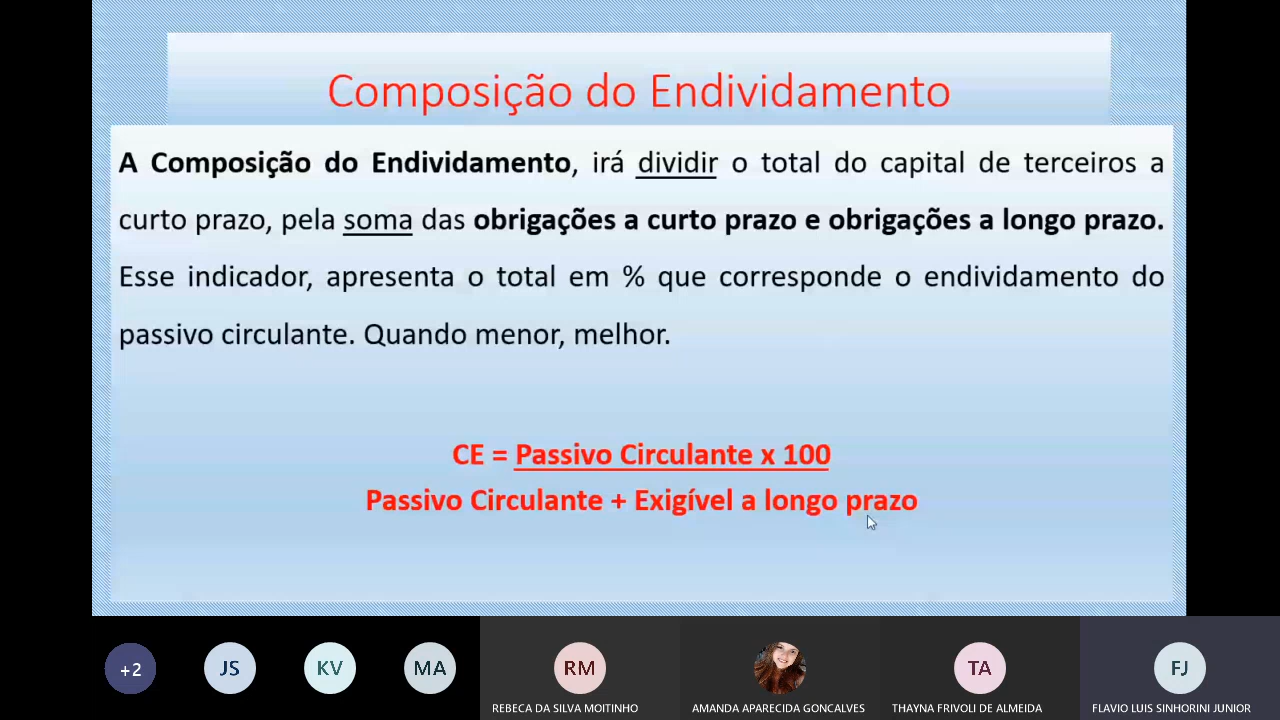 Composição do Endividamento
A Composição do Endividamento, irá dividir o total do capital de terceiros a
curto prazo, pela soma das obrigações a curto prazo e obrigações a longo prazo.
Esse indicador, apresenta o total em % que corresponde o endividamento do
passivo circulante. Quando menor, melhor.
CE = Passivo Circulante x 100
Passivo Circulante + Exigível a longo prazo
+2 JS KV MA RM TA FJ
REBECA DA SILVA MOITINHO AMANDA APARECIDA GONCALVES THAYNA FRIVOLI DE ALMEIDA FLAVIO LUIS SINHORINI JUNIOR